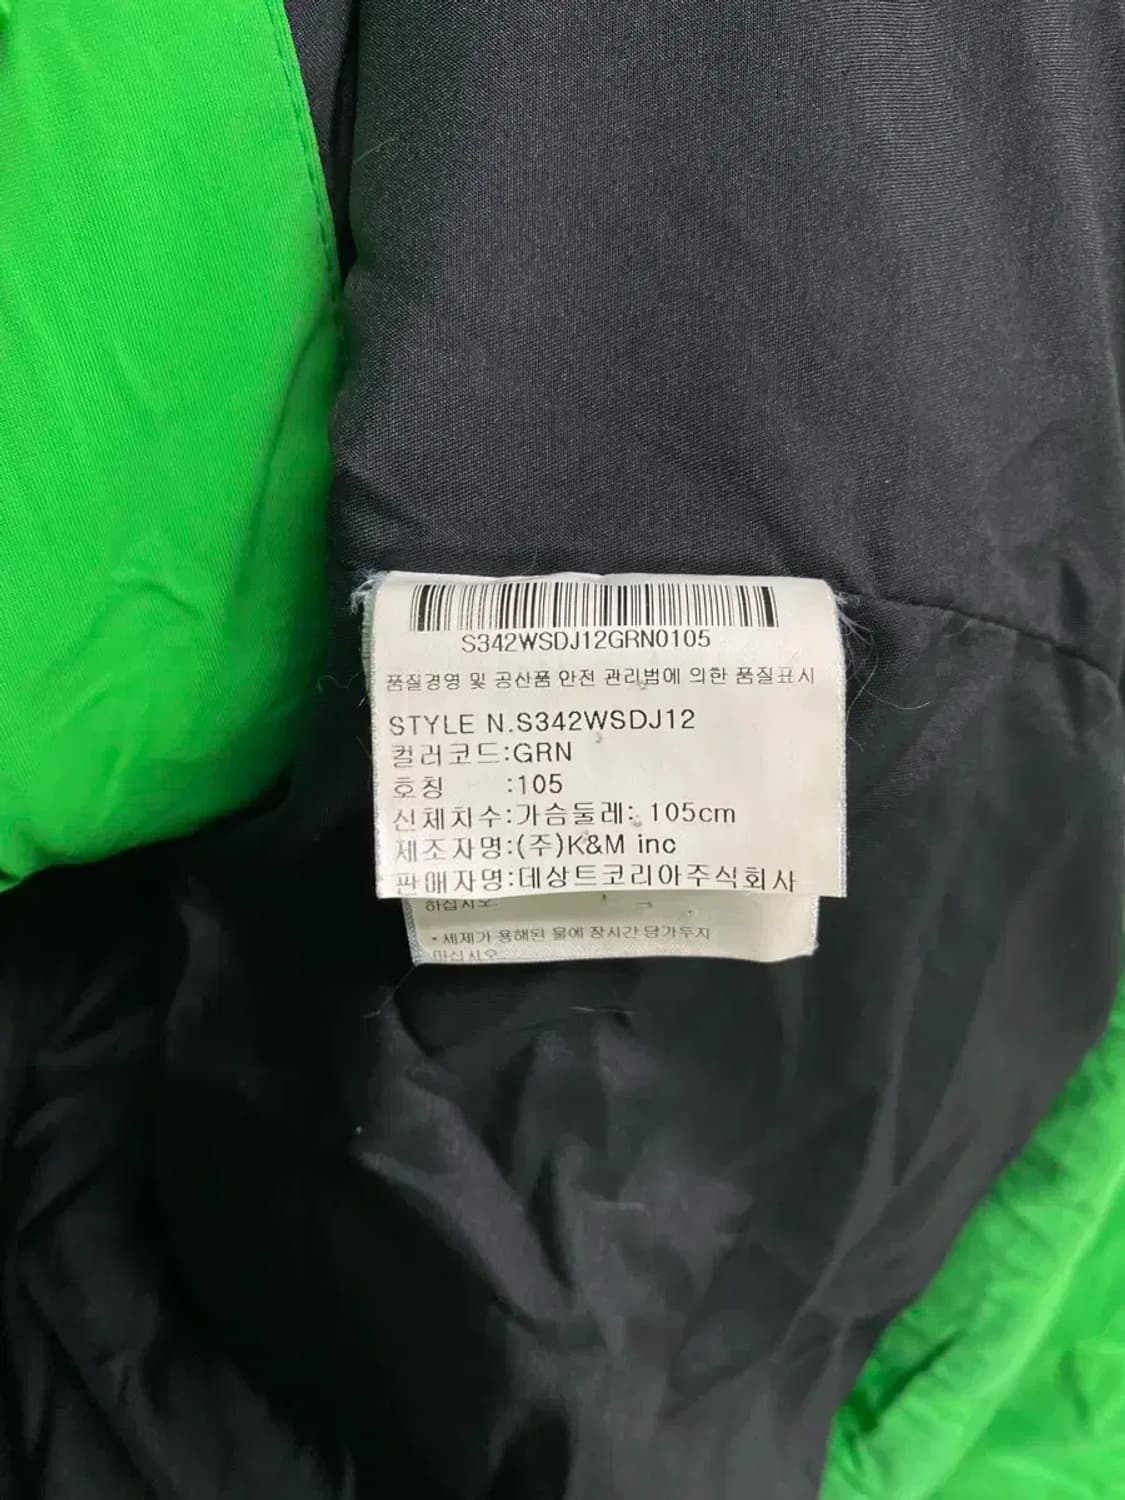 S342WSDJ12GRN0105
품질경영 및 공산품 안전 관리법에 의한 품질표시
STYLE N.S342WSDJ12
컬러코드:GRN
호칭 :105
신체치수:가슴둘레: 105cm
제조자명:(주)K&M inc
판매자명:데상트코리아주식회사
하십시오.
• 세제가 용해된 물에 장시간 담가두지
마십시오